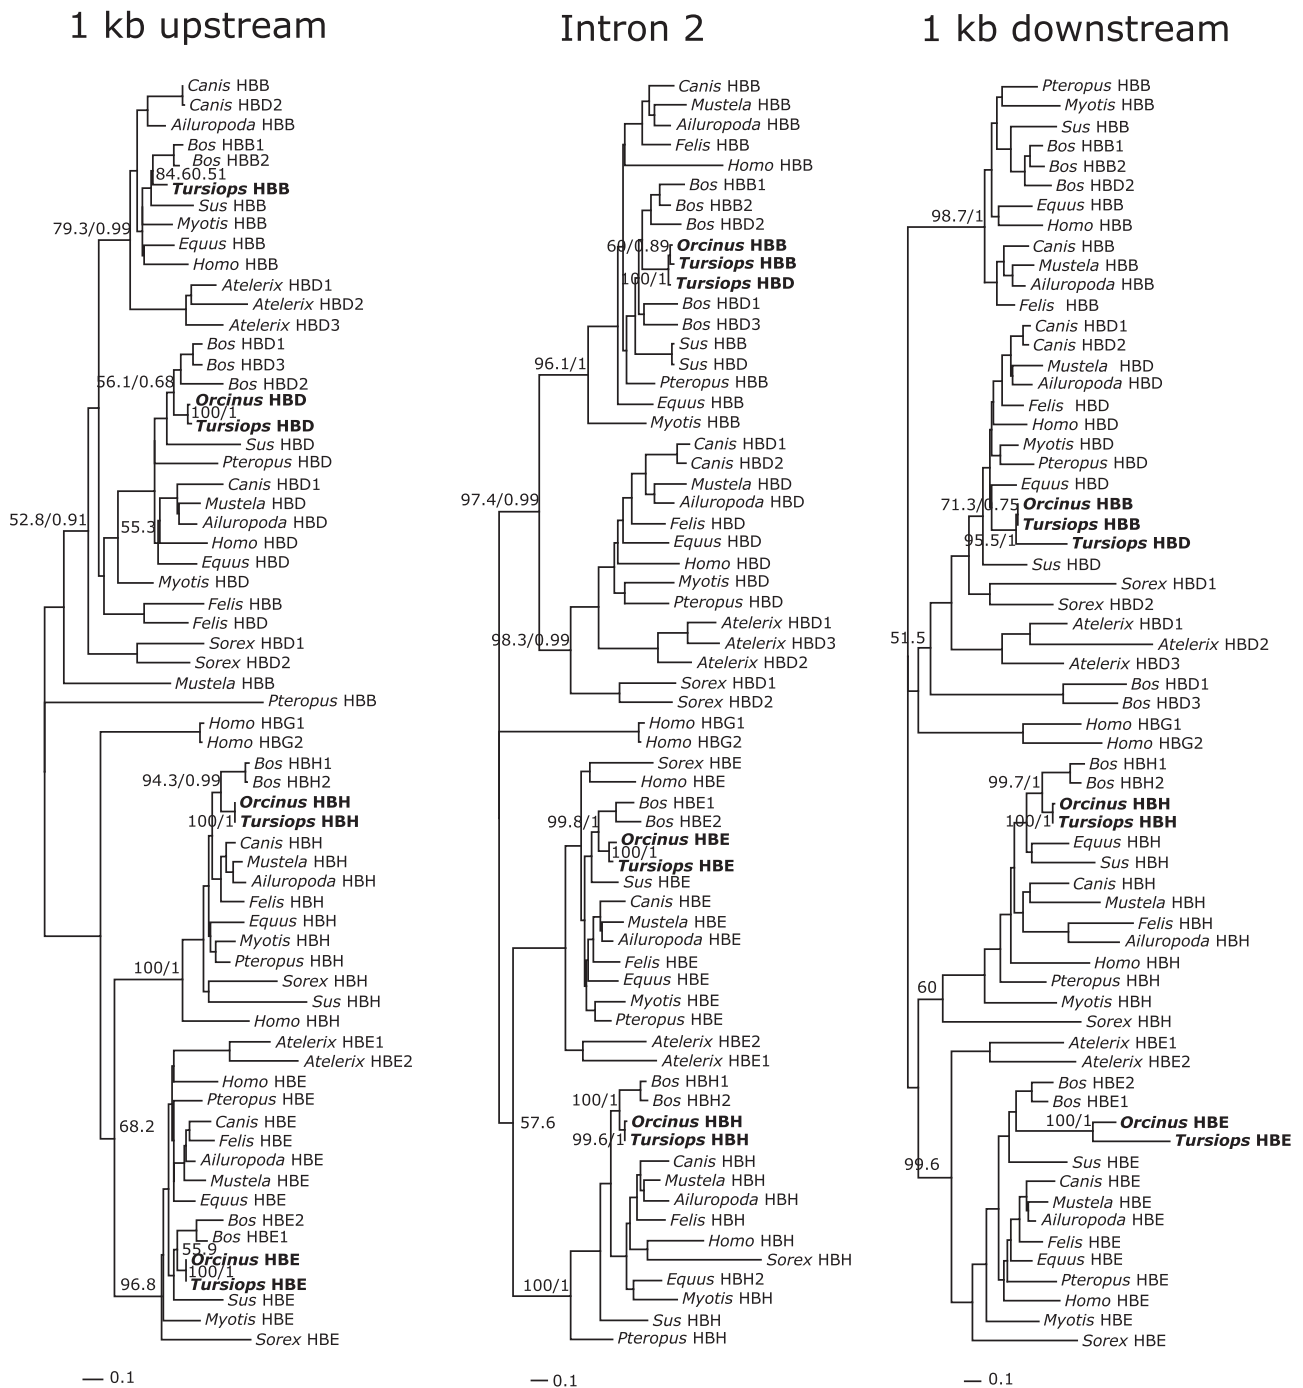 1 kb upstream
Canis HBB
Canis HBD2
Ailuropoda HBB
Bos HBB1
Bos HBB2
84.60.51
Tursiops HBB
Sus HBB
Myotis HBB
79.3/0.99
Equus HBB
Homo HBB
Atelerix HBD1
Atelerix HBD2
Atelerix HBD3
Bos HBD1
Bos HBD3
56.1/0.68
Bos HBD2
Orcinus HBD
100/1
Tursiops HBD
Sus HBD
Pteropus HBD
Canis HBD1
Mustela HBD
52.8/0.91
55.3
Ailuropoda HBD
Homo HBD
Equus HBD
Myotis HBD
Felis HBB
Felis HBD
Sorex HBD1
Sorex HBD2
Mustela HBB
Pteropus HBB
Homo HBG1
Homo HBG2
Bos HBH1
94.3/0.99
Bos HBH2
Orcinus HBH
100/1
Tursiops HBH
Canis HBH
Mustela HBH
Ailuropoda HBH
Felis HBH
Equus HBH
Myotis HBH
Pteropus HBH
100/1
Sorex HBH
Sus HBH
Homo HBH
Atelerix HBE1
Atelerix HBE2
Homo HBE
Pteropus HBE
68.2
Canis HBE
Felis HBE
Ailuropoda HBE
Mustela HBE
Equus HBE
Bos HBE2
Bos HBE1
55.9
Orcinus HBE
100/1
96.8
Tursiops HBE
Sus HBE
Myotis HBE
Sorex HBE
0.1
Intron 2
Canis HBB
Mustela HBB
Ailuropoda HBB
Felis HBB
Homo HBB
Bos HBB1
Bos HBB2
Bos HBD2
60/0.89
Orcinus HBB
Tursiops HBB
100/1
Tursiops HBD
Bos HBD1
Bos HBD3
Sus HBB
96.1/1
Sus HBD
Pteropus HBB
Equus HBB
Myotis HBB
Canis HBD1
Canis HBD2
Mustela HBD
97.4/0.99
Ailuropoda HBD
Felis HBD
Equus HBD
Homo HBD
Myotis HBD
Pteropus HBD
Atelerix HBD1
98.3/0.99
Atelerix HBD3
Atelerix HBD2
Sorex HBD1
Sorex HBD2
Homo HBG1
Homo HBG2
Sorex HBE
Homo HBE
Bos HBE1
99.8/1
Bos HBE2
Orcinus HBE
100/1
Tursiops HBE
Sus HBE
Canis HBE
Mustela HBE
Ailuropoda HBE
Felis HBE
Equus HBE
Myotis HBE
Pteropus HBE
Atelerix HBE2
Atelerix HBE1
Bos HBH1
100/1
Bos HBH2
57.6
Orcinus HBH
99.6/1
Tursiops HBH
Canis HBH
Mustela HBH
Ailuropoda HBH
Felis HBH
Homo HBH
Sorex HBH
100/1
Equus HBH2
Myotis HBH
Sus HBH
Pteropus HBH
0.1
1 kb downstream
Pteropus HBB
Myotis HBB
Sus HBB
Bos HBB1
Bos HBB2
Bos HBD2
Equus HBB
98.7/1
Homo HBB
Canis HBB
Mustela HBB
Ailuropoda HBB
Felis HBB
Canis HBD1
Canis HBD2
Mustela HBD
Ailuropoda HBD
Felis HBD
Homo HBD
Myotis HBD
Pteropus HBD
Equus HBD
71.3/0.75
Orcinus HBB
Tursiops HBB
95.5/1
Tursiops HBD
Sus HBD
Sorex HBD1
Sorex HBD2
Atelerix HBD1
51.5
Atelerix HBD2
Atelerix HBD3
Bos HBD1
Bos HBD3
Homo HBG1
Homo HBG2
Bos HBH1
99.7/1
Bos HBH2
Orcinus HBH
100/1
Tursiops HBH
Equus HBH
Sus HBH
Canis HBH
Mustela HBH
Felis HBH
Ailuropoda HBH
Homo HBH
Pteropus HBH
60
Myotis HBH
Sorex HBH
Atelerix HBE1
Atelerix HBE2
Bos HBE2
Bos HBE1
100/1
Orcinus HBE
Tursiops HBE
99.6
Sus HBE
Canis HBE
Mustela HBE
Ailuropoda HBE
Felis HBE
Equus HBE
Pteropus HBE
Homo HBE
Myotis HBE
Sorex HBE
0.1